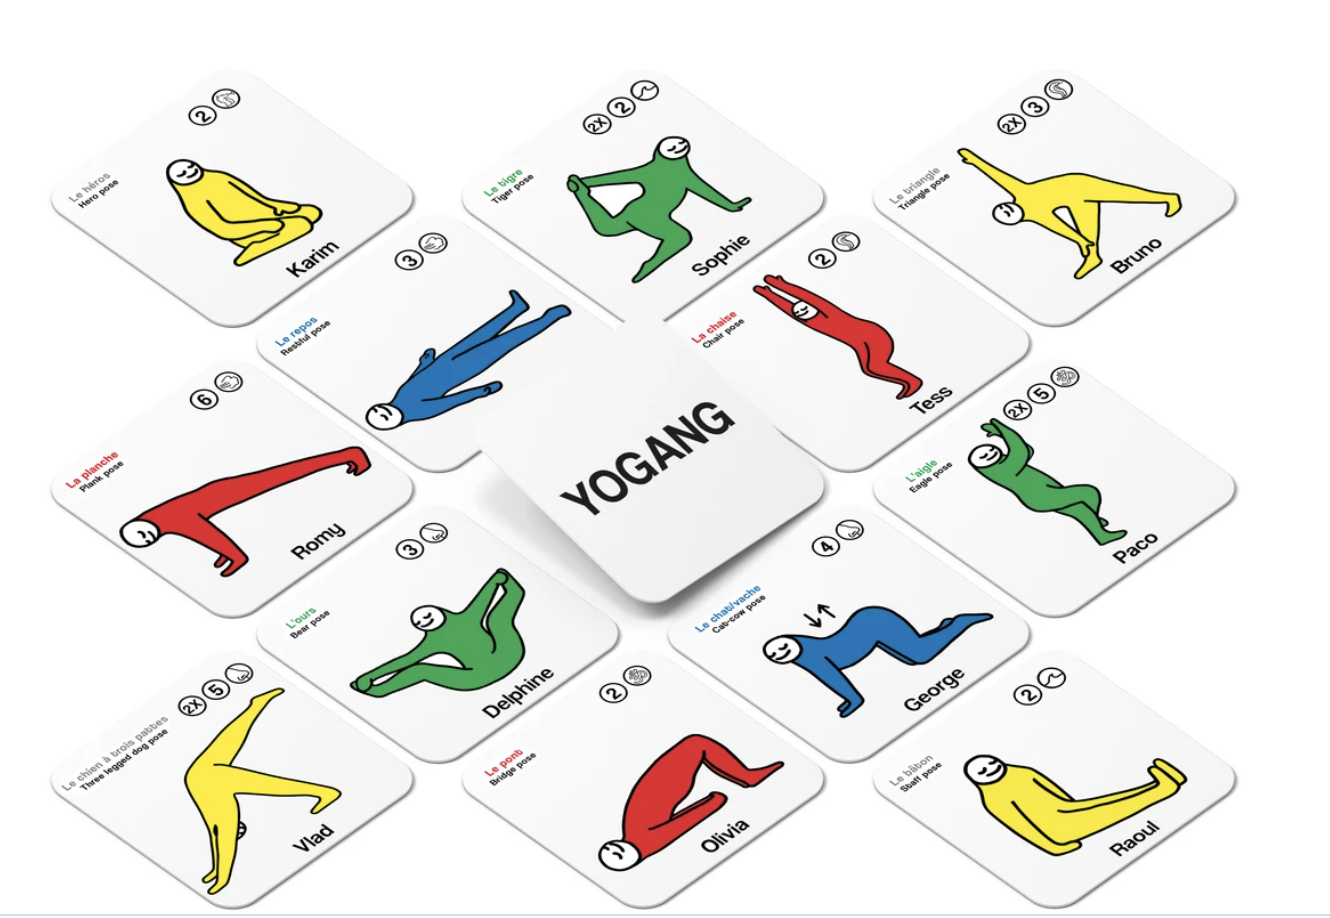 2
Le héros
Hero pose
Karim
2X 2
Le tigre
Tiger pose
Sophie
2X 3
Le triangle
Triangle pose
Bruno
3
Le repos
Restful pose
2
La chaise
Chair pose
Tess
6
La planche
Plank pose
Romy
YOGANG
2X 5
L'aigle
Eagle pose
Paco
3
L'ours
Bear pose
Delphine
4
Le chat/vache
Cat-cow pose
George
2X 5
Le chien à trois pattes
Three legged dog pose
Vlad
2
Le pont
Bridge pose
Olivia
2
Le bâton
Staff pose
Raoul